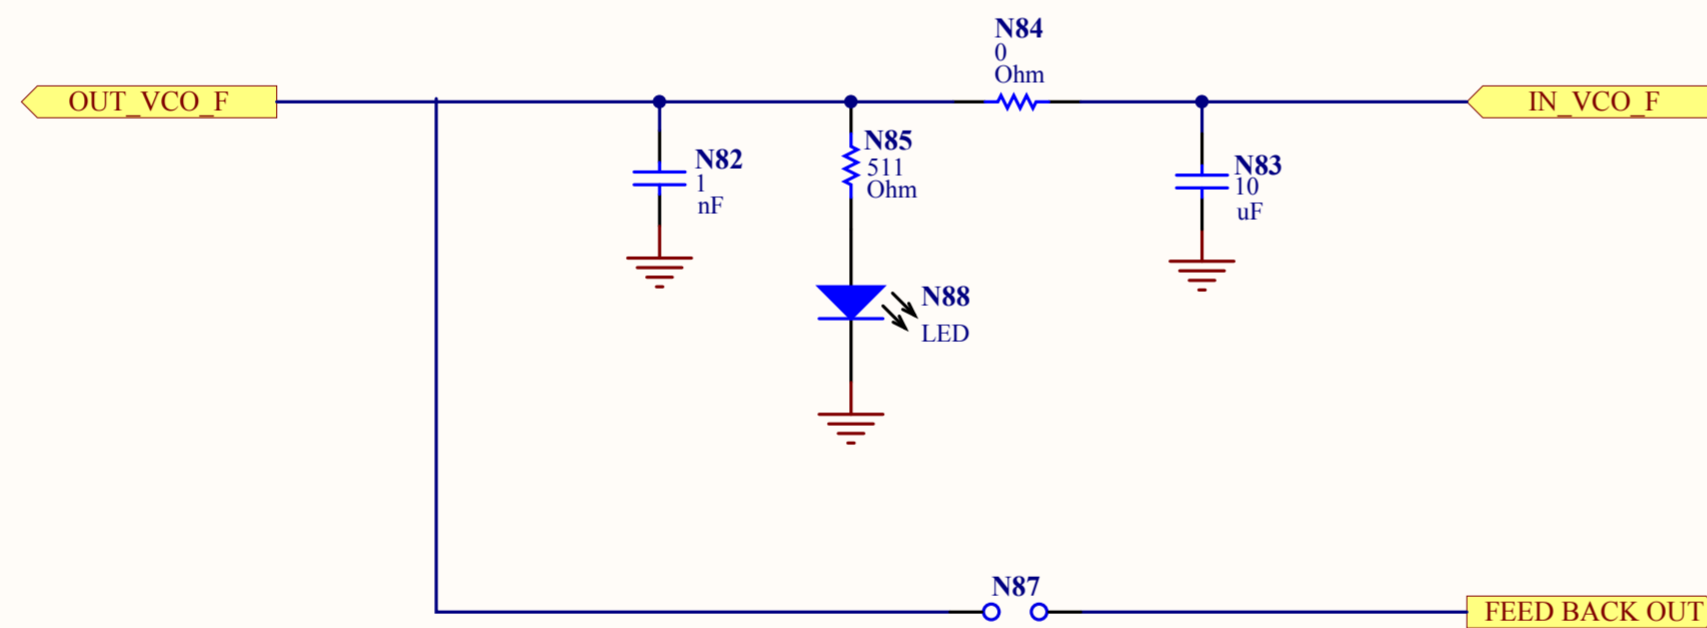 N84
0
Ohm
OUT_VCO_F
IN_VCO_F
N85
511
Ohm
N82
1
nF
N83
10
uF
N88
LED
N87
FEED BACK OUT